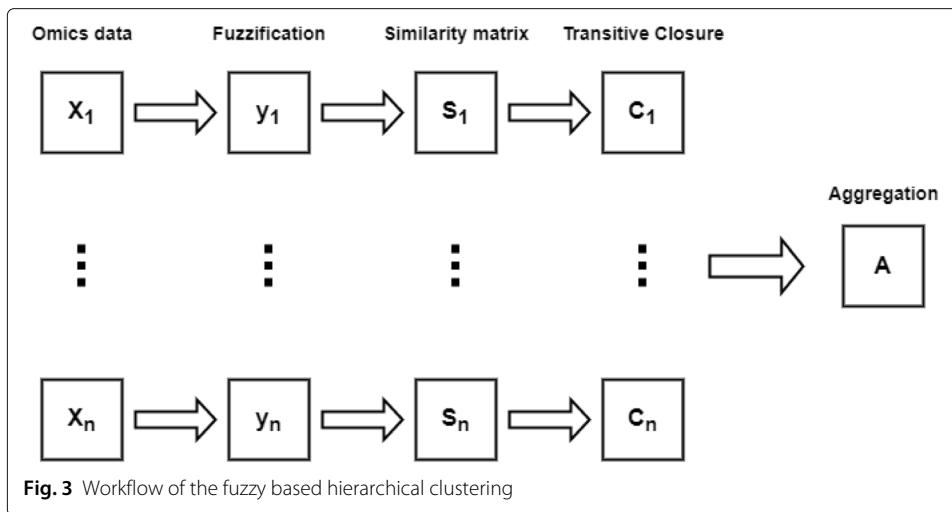 Omics data Fuzzification Similarity matrix Transitive Closure
X₁ y₁ S₁ C₁
Aggregation
A
Xₙ yₙ Sₙ Cₙ
Fig. 3 Workflow of the fuzzy based hierarchical clustering